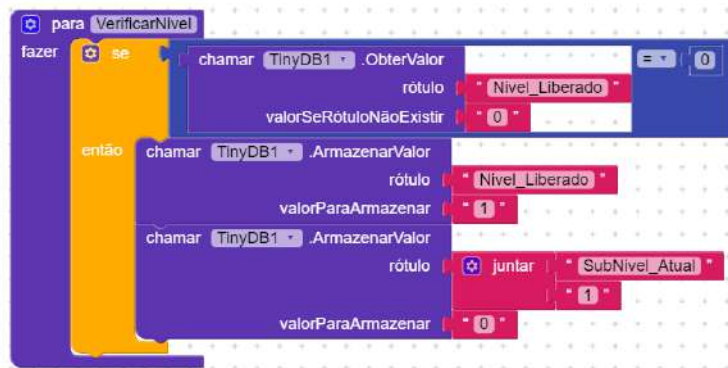 para VerificarNivel
fazer se chamar TinyDB1 .ObterValor = 0
rótulo " Nivel_Liberado "
valorSeRótuloNãoExistir " 0 "
então chamar TinyDB1 .ArmazenarValor
rótulo " Nivel_Liberado "
valorParaArmazenar " 1 "
chamar TinyDB1 .ArmazenarValor
rótulo juntar " SubNivel_Atual "
" 1 "
valorParaArmazenar " 0 "